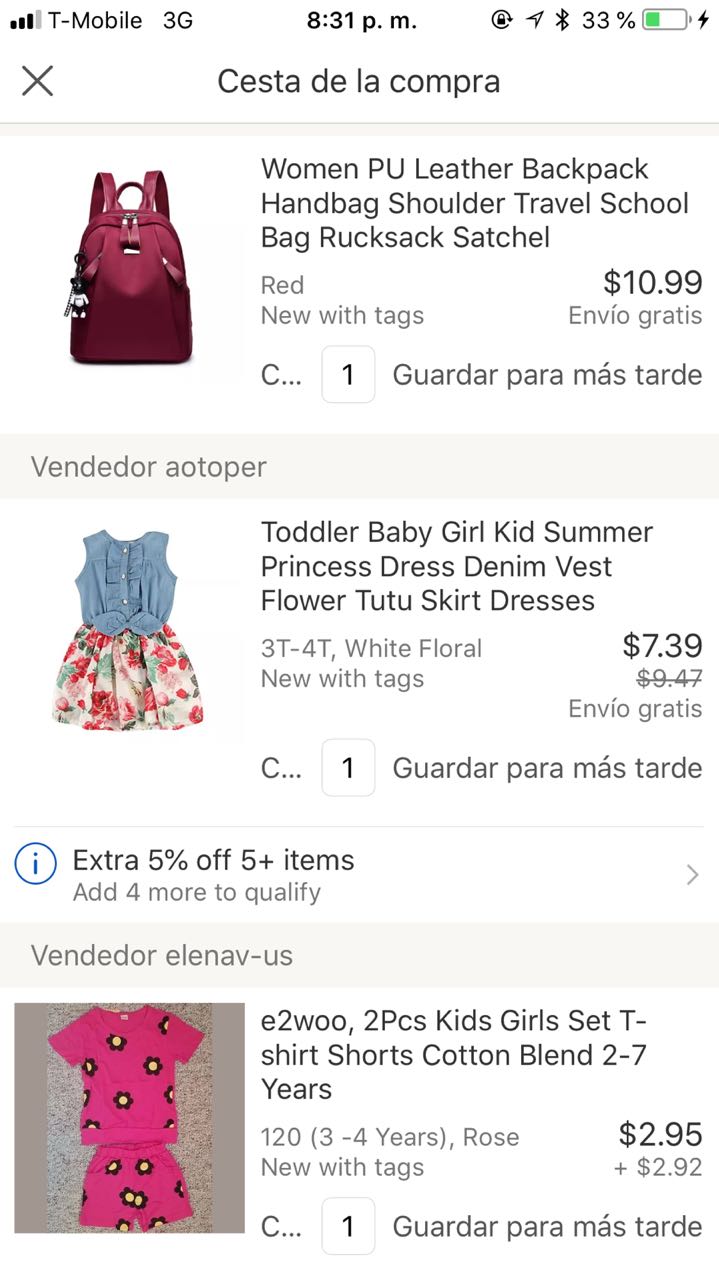 T-Mobile 3G 8:31 p. m. 33 %
Cesta de la compra
Women PU Leather Backpack
Handbag Shoulder Travel School
Bag Rucksack Satchel
Red $10.99
New with tags Envío gratis
C... 1 Guardar para más tarde
Vendedor aotoper
Toddler Baby Girl Kid Summer
Princess Dress Denim Vest
Flower Tutu Skirt Dresses
3T-4T, White Floral $7.39
New with tags $9.47
Envío gratis
C... 1 Guardar para más tarde
Extra 5% off 5+ items
Add 4 more to qualify
Vendedor elenav-us
e2woo, 2Pcs Kids Girls Set T-
shirt Shorts Cotton Blend 2-7
Years
120 (3 -4 Years), Rose $2.95
New with tags + $2.92
C... 1 Guardar para más tarde